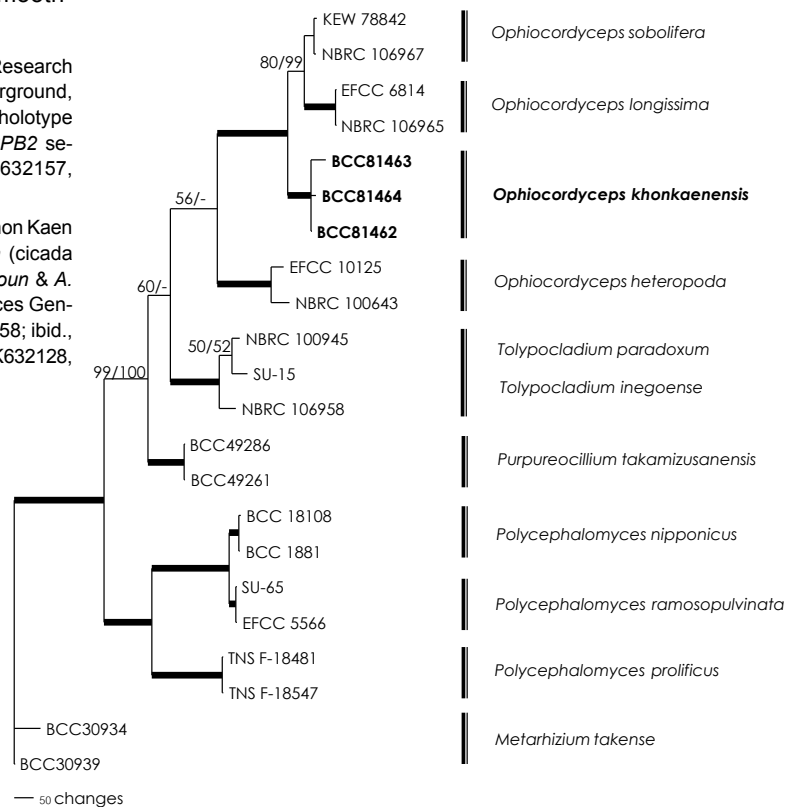 esearch
rground,
holotype
PB2 se-
632157,
on Kaen
(cicada
oun & A.
ces Gen-
58; ibid.,
K632128,
KEW 78842
NBRC 106967
80/99
EFCC 6814
NBRC 106965
BCC81463
BCC81464
BCC81462
56/-
EFCC 10125
NBRC 100643
60/-
NBRC 100945
50/52
SU-15
NBRC 106958
99/100
BCC49286
BCC49261
BCC 18108
BCC 1881
SU-65
EFCC 5566
TNS F-18481
TNS F-18547
BCC30934
BCC30939
50 changes
Ophiocordyceps sobolifera
Ophiocordyceps longissima
Ophiocordyceps khonkaenensis
Ophiocordyceps heteropoda
Tolypocladium paradoxum
Tolypocladium inegoense
Purpureocillium takamizusanensis
Polycephalomyces nipponicus
Polycephalomyces ramosopulvinata
Polycephalomyces prolificus
Metarhizium takense